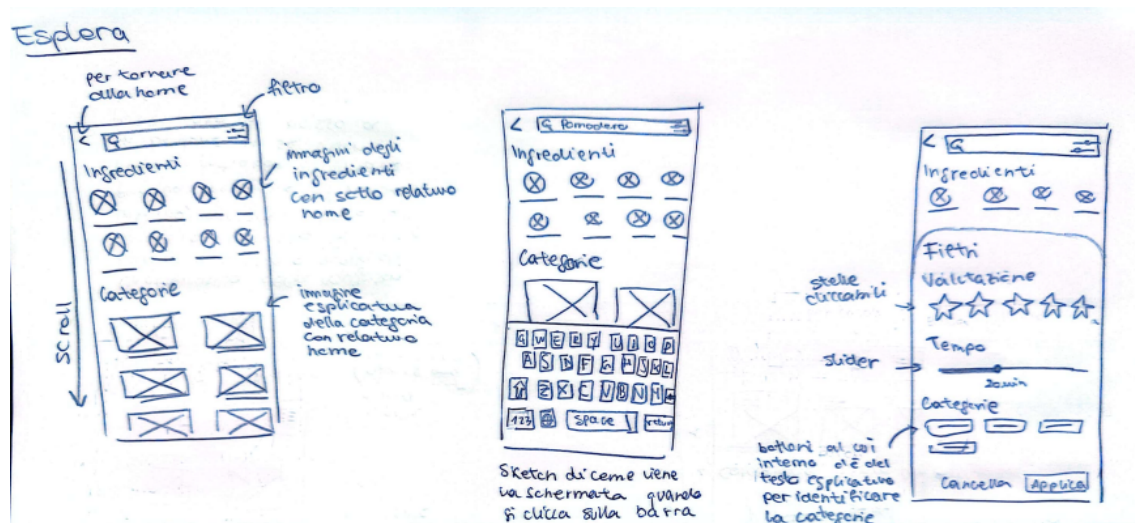 Esplora
per tornare
alla home
filtro
Ingredienti
immagini degli
ingredienti
con sotto relativo
nome
Categorie
immagine
esplicativa
della categoria
con relativo
nome
Scroll
Pomodoro
Ingredienti
Categorie
Q W E R Y U I O P
A S D F G H J K L
Z X C V B N M
123
space
return
Sketch di come viene
la schermata quando
si clicca sulla barra
Ingredienti
Filtri
Valutazione
stelle
cliccabili
Tempo
slider
20 min
Categorie
bottoni al cui
interno c'è del
testo esplicativo
per identificare
la categorie
Cancella Applica